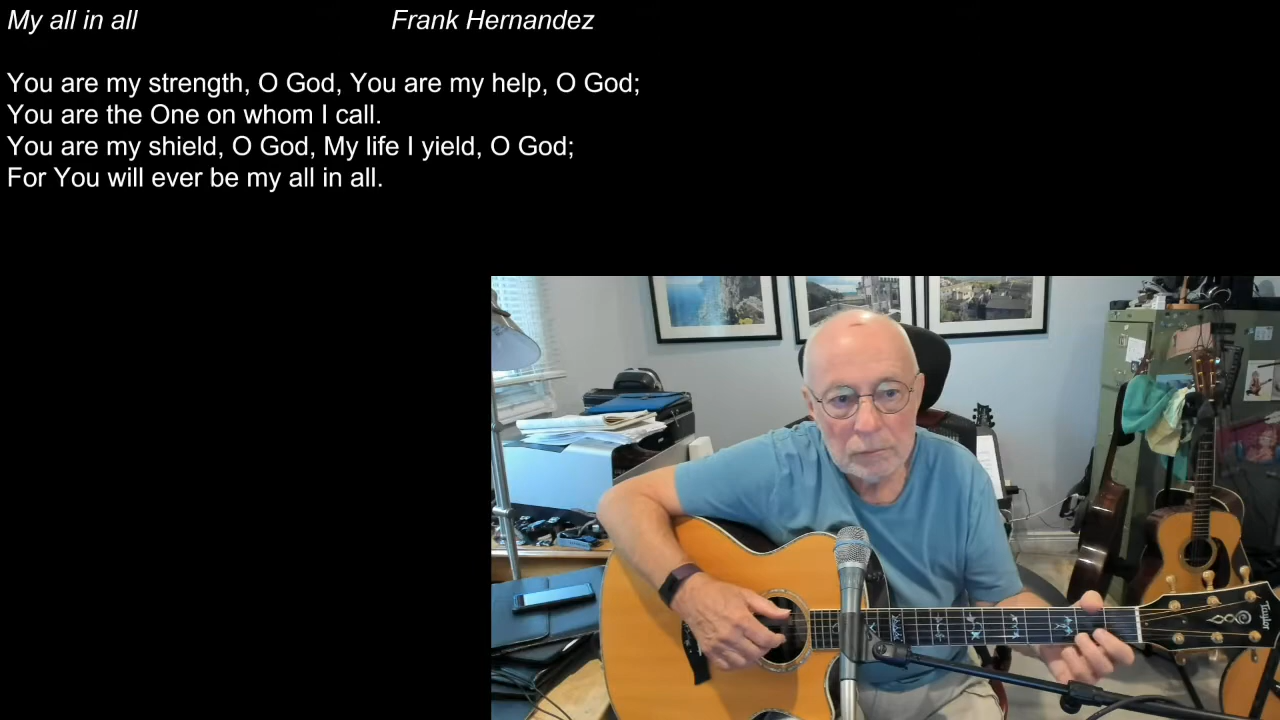 My all in all Frank Hernandez
You are my strength, O God, You are my help, O God;
You are the One on whom I call.
You are my shield, O God, My life I yield, O God;
For You will ever be my all in all.
Taylor